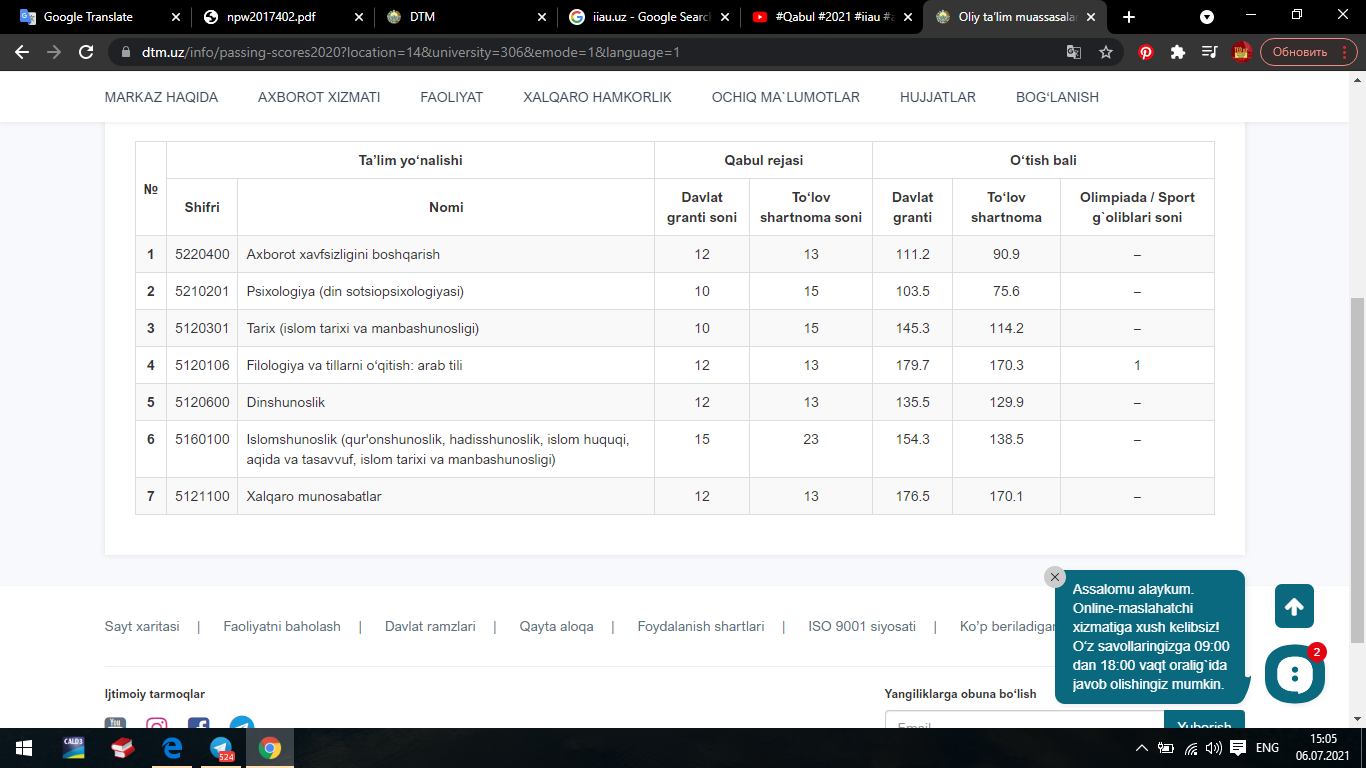 Google Translate
npw2017402.pdf
DTM
iiau.uz - Google Search
#Qabul #2021 #iiau #a
Oliy ta'lim muassasalar
dtm.uz/info/passing-scores2020?location=14&university=306&emode=1&language=1
Обновить
MARKAZ HAQIDA
AXBOROT XIZMATI
FAOLIYAT
XALQARO HAMKORLIK
OCHIQ MA`LUMOTLAR
HUJJATLAR
BOG‘LANISH
№ Ta’lim yo‘nalishi Qabul rejasi O‘tish bali
Shifri Nomi Davlat granti soni To‘lov shartnoma soni Davlat granti To‘lov shartnoma Olimpiada / Sport g`oliblari soni
1 5220400 Axborot xavfsizligini boshqarish 12 13 111.2 90.9 –
2 5210201 Psixologiya (din sotsiopsixologiyasi) 10 15 103.5 75.6 –
3 5120301 Tarix (islom tarixi va manbashunosligi) 10 15 145.3 114.2 –
4 5120106 Filologiya va tillarni o‘qitish: arab tili 12 13 179.7 170.3 1
5 5120600 Dinshunoslik 12 13 135.5 129.9 –
6 5160100 Islomshunoslik (qur'onshunoslik, hadisshunoslik, islom huquqi, 15 23 154.3 138.5 –
aqida va tasavvuf, islom tarixi va manbashunosligi)
7 5121100 Xalqaro munosabatlar 12 13 176.5 170.1 –
Assalomu alaykum.
Online-maslahatchi
xizmatiga xush kelibsiz!
O‘z savollaringizga 09:00
dan 18:00 vaqt oralig`ida
javob olishingiz mumkin.
2
Sayt xaritasi | Faoliyatni baholash | Davlat ramzlari | Qayta aloqa | Foydalanish shartlari | ISO 9001 siyosati | Ko’p beriladigan
Ijtimoiy tarmoqlar
Yangiliklarga obuna bo‘lish
You
Email
Yuborish
CALD3
524
ENG
15:05
06.07.2021